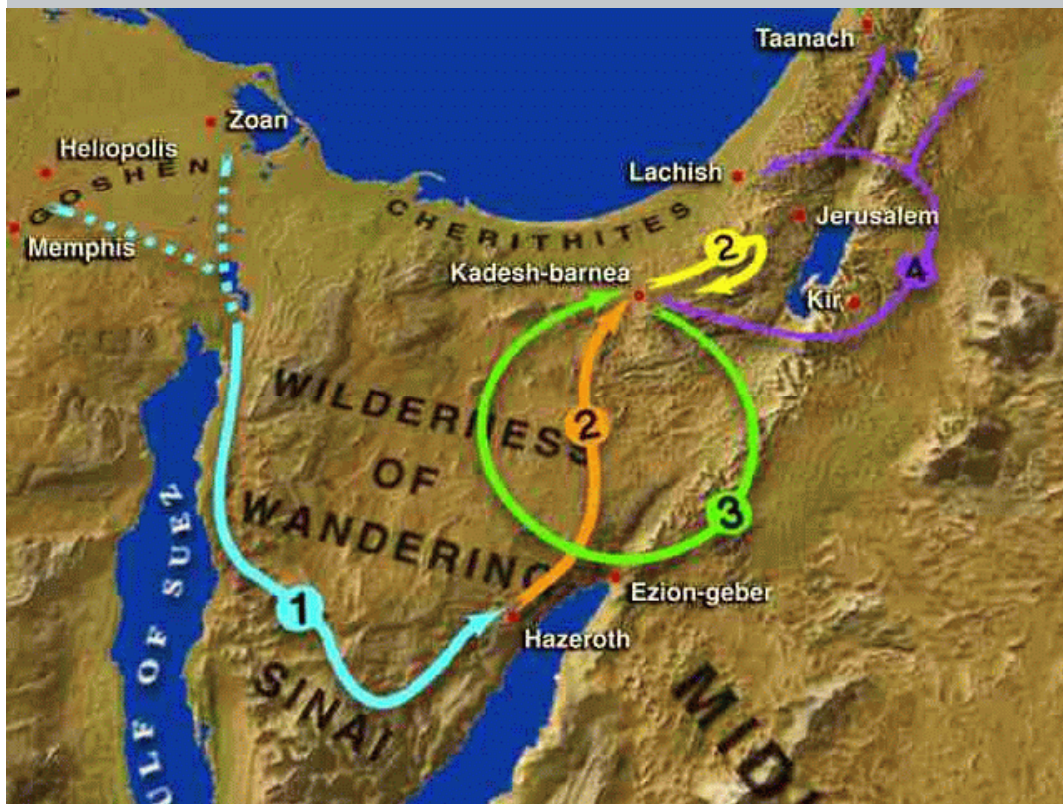 Taanach
Zoan
Heliopolis
GOSHEN
Lachish
CHERITHITES
Jerusalem
Memphis
2
Kadesh-barnea
4
Kir
WILDERNESS
2
OF
WANDERING
3
GULF OF SUEZ
Ezion-geber
1
Hazeroth
SINAI